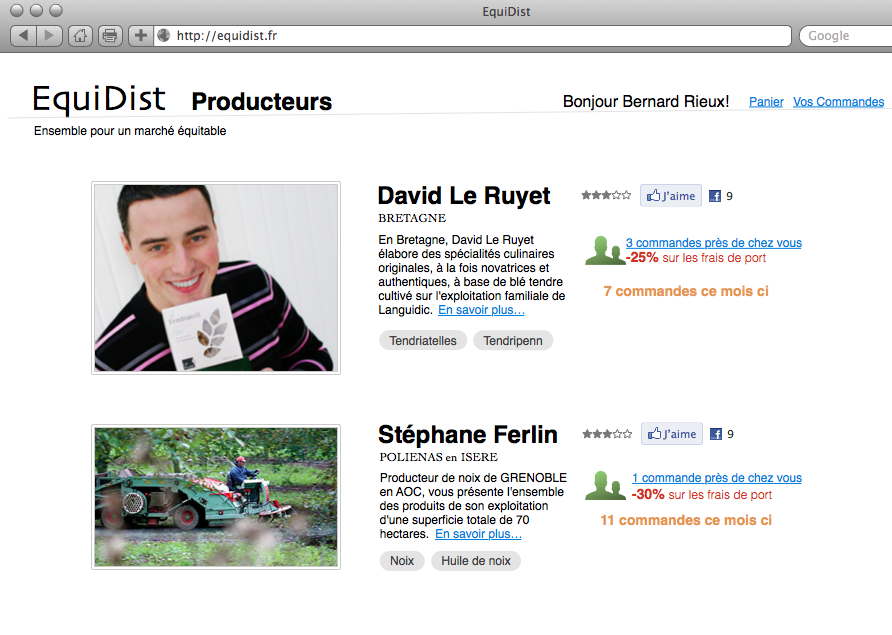 EquiDist
http://equidist.fr
Google
EquiDist Producteurs
Bonjour Bernard Rieux! Panier Vos Commandes
Ensemble pour un marché équitable
David Le Ruyet
J'aime 9
BRETAGNE
En Bretagne, David Le Ruyet
élabore des spécialités culinaires
originales, à la fois novatrices et
authentiques, à base de blé tendre
cultivé sur l'exploitation familiale de
Languidic. En savoir plus...
3 commandes près de chez vous
-25% sur les frais de port
7 commandes ce mois ci
Tendriatelles Tendripenn
Stéphane Ferlin
J'aime 9
POLIENAS en ISERE
Producteur de noix de GRENOBLE
en AOC, vous présente l'ensemble
des produits de son exploitation
d'une superficie totale de 70
hectares. En savoir plus...
1 commande près de chez vous
-30% sur les frais de port
11 commandes ce mois ci
Noix Huile de noix